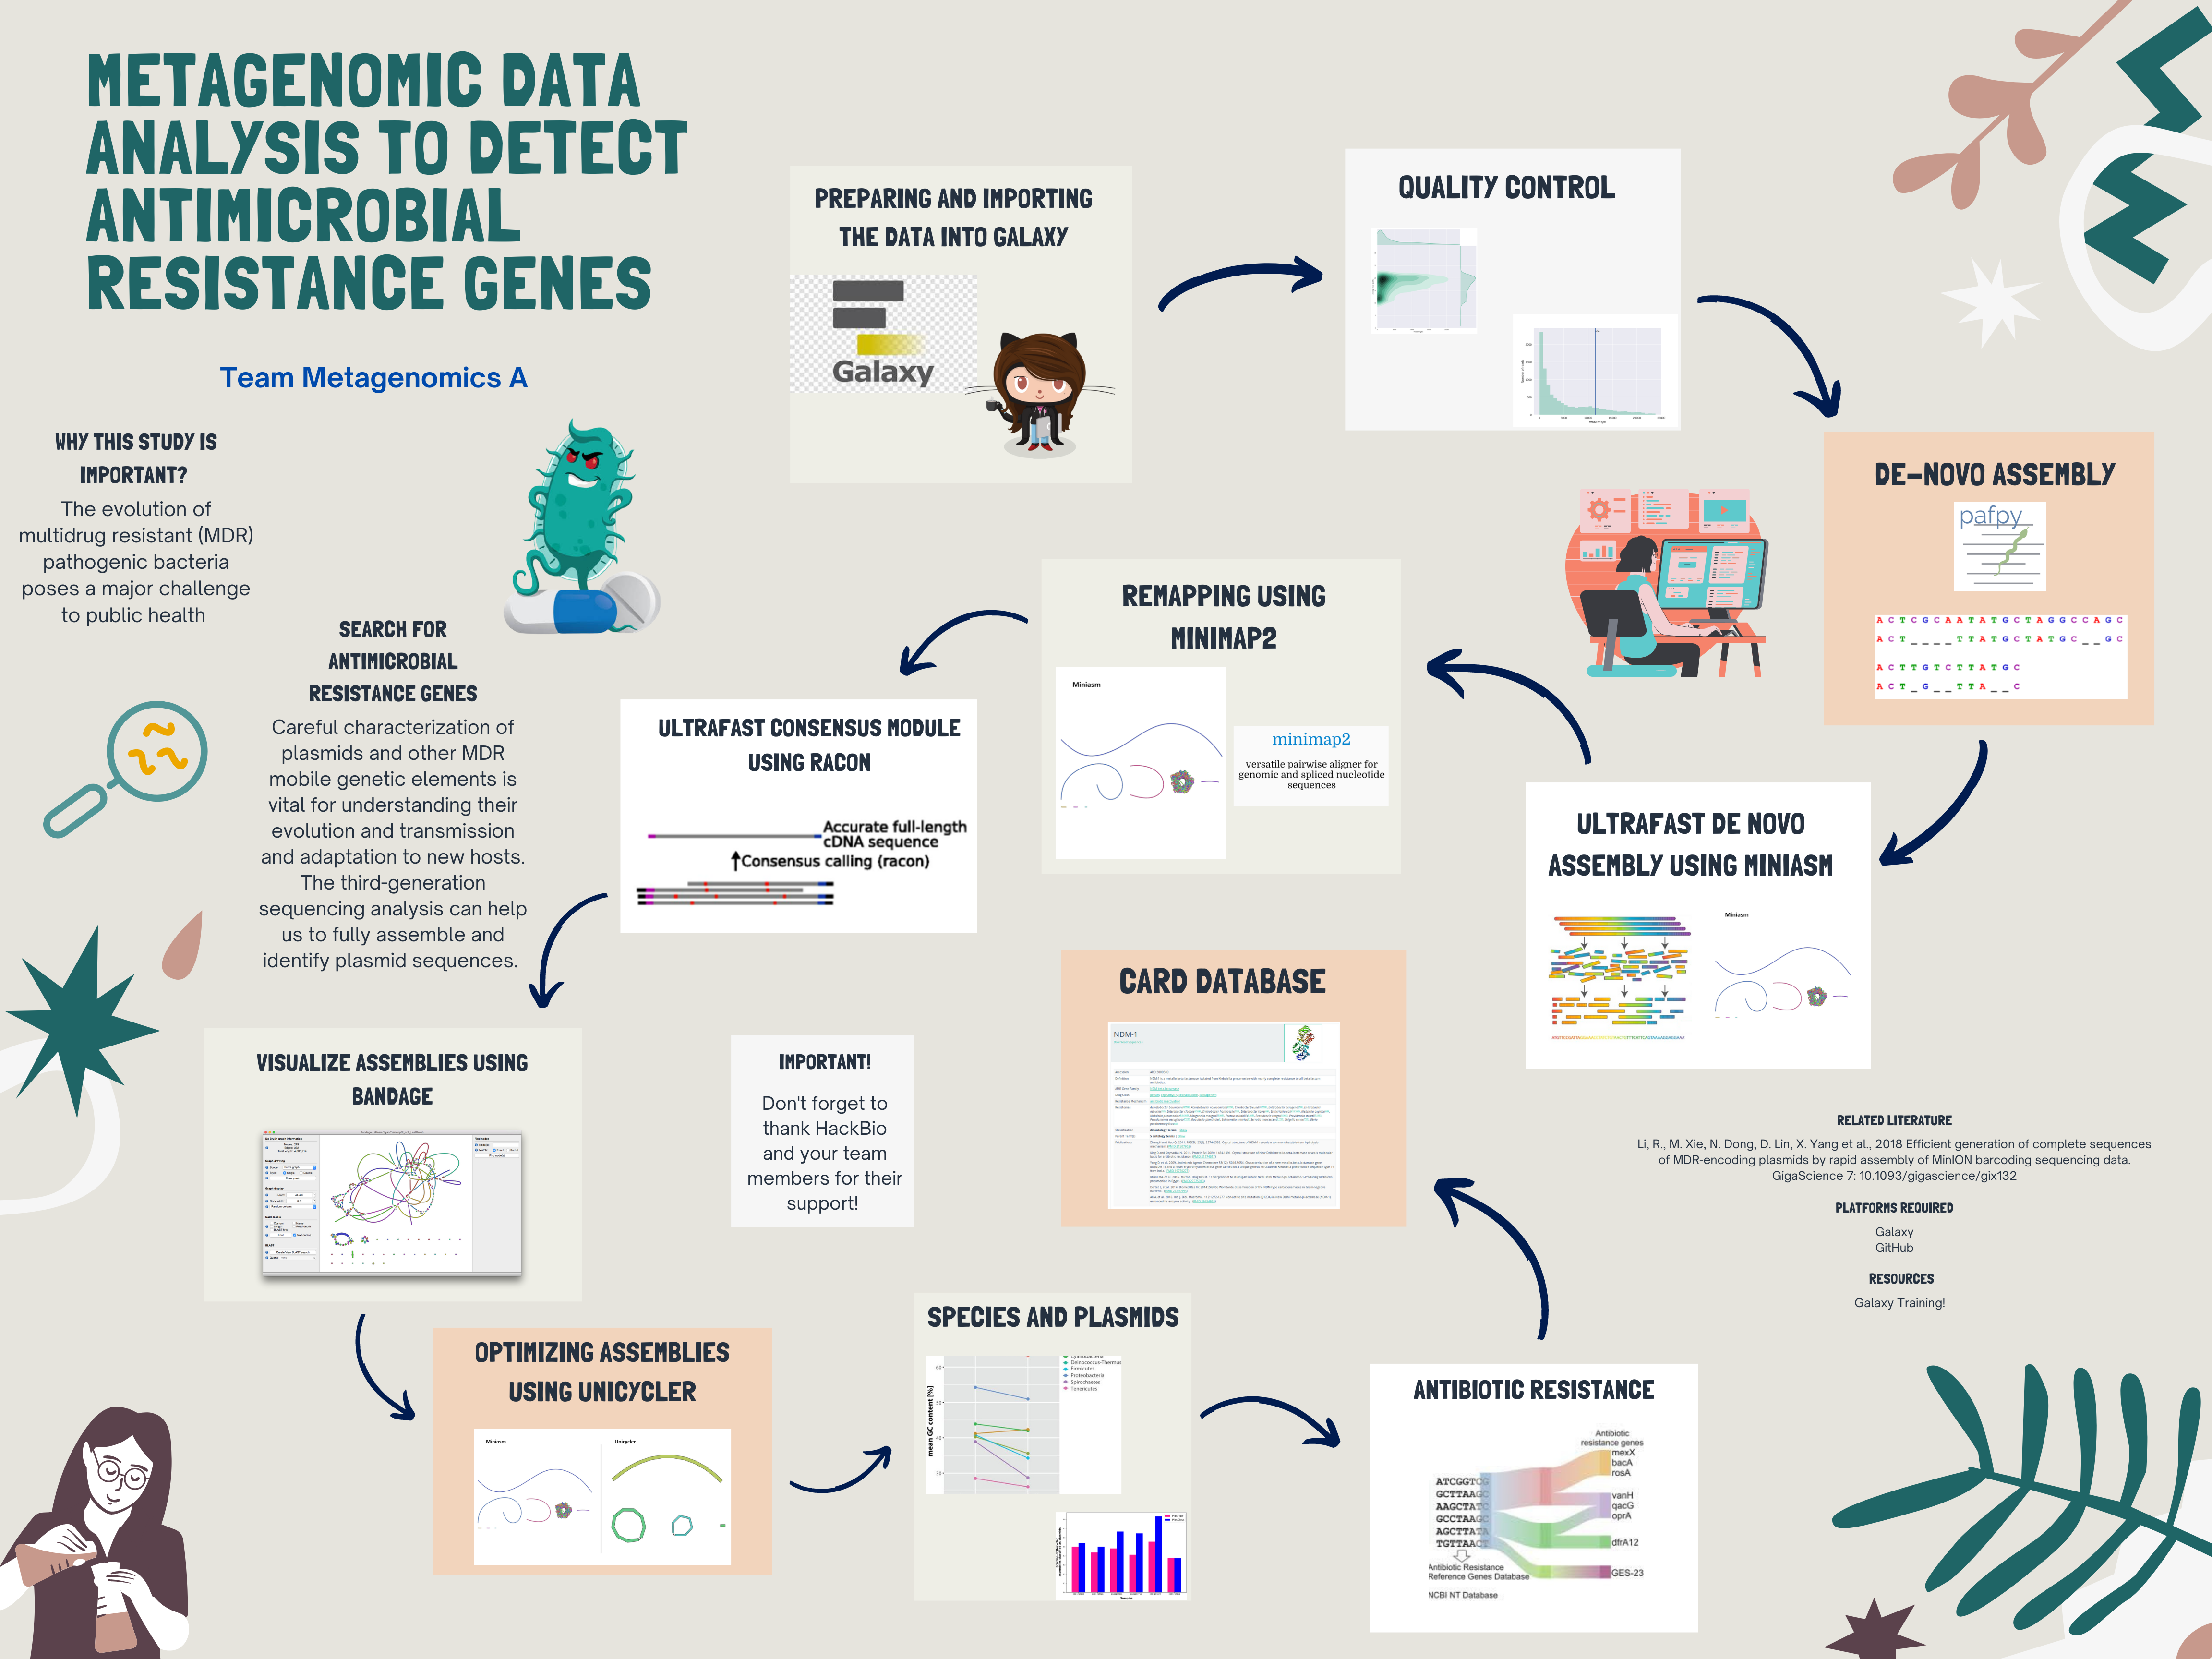 METAGENOMIC DATA
ANALYSIS TO DETECT
ANTIMICROBIAL
RESISTANCE GENES
Team Metagenomics A
WHY THIS STUDY IS
IMPORTANT?
The evolution of
multidrug resistant (MDR)
pathogenic bacteria
poses a major challenge
to public health
SEARCH FOR
ANTIMICROBIAL
RESISTANCE GENES
Careful characterization of
plasmids and other MDR
mobile genetic elements is
vital for understanding their
evolution and transmission
and adaptation to new hosts.
The third-generation
sequencing analysis can help
us to fully assemble and
identify plasmid sequences.
PREPARING AND IMPORTING
THE DATA INTO GALAXY
Galaxy
QUALITY CONTROL
DE-NOVO ASSEMBLY
pafpy
A C T C G C A A T A T G C T A G G C C A G C
A C T _ _ _ _ T T A T G C T A T G C _ _ G C
A C T T G T C T T A T G C
A C T _ G _ _ T T A _ _ C
ULTRAFAST DE NOVO
ASSEMBLY USING MINIASM
Miniasm
REMAPPING USING
MINIMAP2
Miniasm
minimap2
versatile pairwise aligner for
genomic and spliced nucleotide
sequences
ULTRAFAST CONSENSUS MODULE
USING RACON
Accurate full-length
cDNA sequence
Consensus calling (racon)
VISUALIZE ASSEMBLIES USING
BANDAGE
OPTIMIZING ASSEMBLIES
USING UNICYCLER
Miniasm
Unicycler
IMPORTANT!
Don't forget to
thank HackBio
and your team
members for their
support!
SPECIES AND PLASMIDS
mean GC content [%]
60
50
40
30
Deinococcus-Thermus
Firmicutes
Proteobacteria
Spirochaetes
Tenericutes
ANTIBIOTIC RESISTANCE
Antibiotic
resistance genes
mexX
bacA
rosA
vanH
qacG
oprA
dfrA12
GES-23
ATCGGTCG
GCTTAAGC
AAGCTATC
GCCTAAGC
AGCTTATA
TGTTAACT
Antibiotic Resistance
Reference Genes Database
NCBI NT Database
CARD DATABASE
NDM-1
RELATED LITERATURE
Li, R., M. Xie, N. Dong, D. Lin, X. Yang et al., 2018 Efficient generation of complete sequences
of MDR-encoding plasmids by rapid assembly of MinION barcoding sequencing data.
GigaScience 7: 10.1093/gigascience/gix132
PLATFORMS REQUIRED
Galaxy
GitHub
RESOURCES
Galaxy Training!